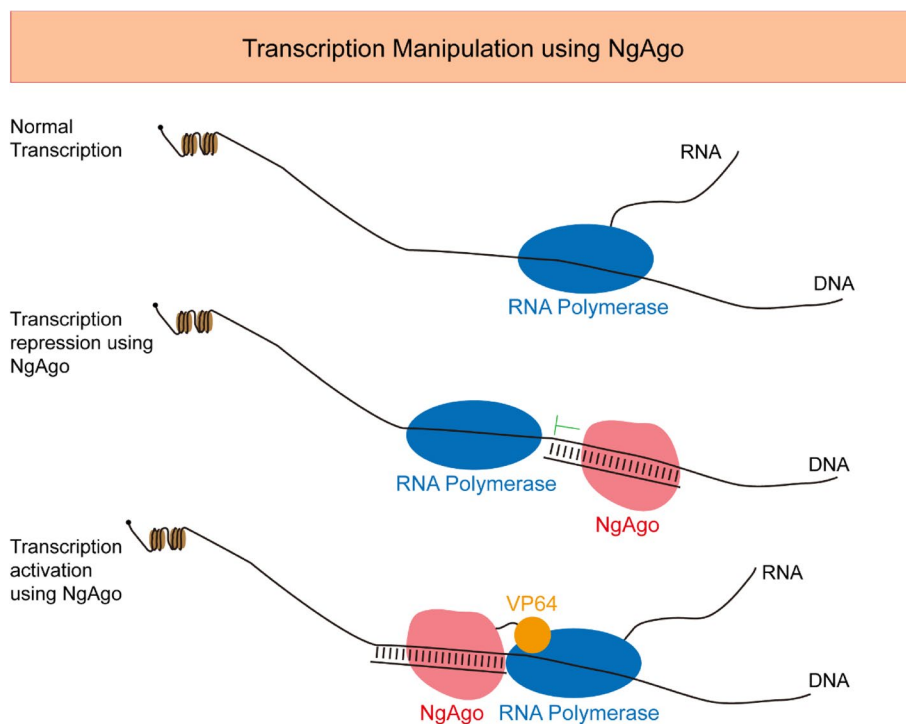 Transcription Manipulation using NgAgo
Normal
Transcription
RNA
DNA
RNA Polymerase
Transcription
repression using
NgAgo
DNA
RNA Polymerase
NgAgo
Transcription
activation
using NgAgo
RNA
VP64
DNA
NgAgo
RNA Polymerase